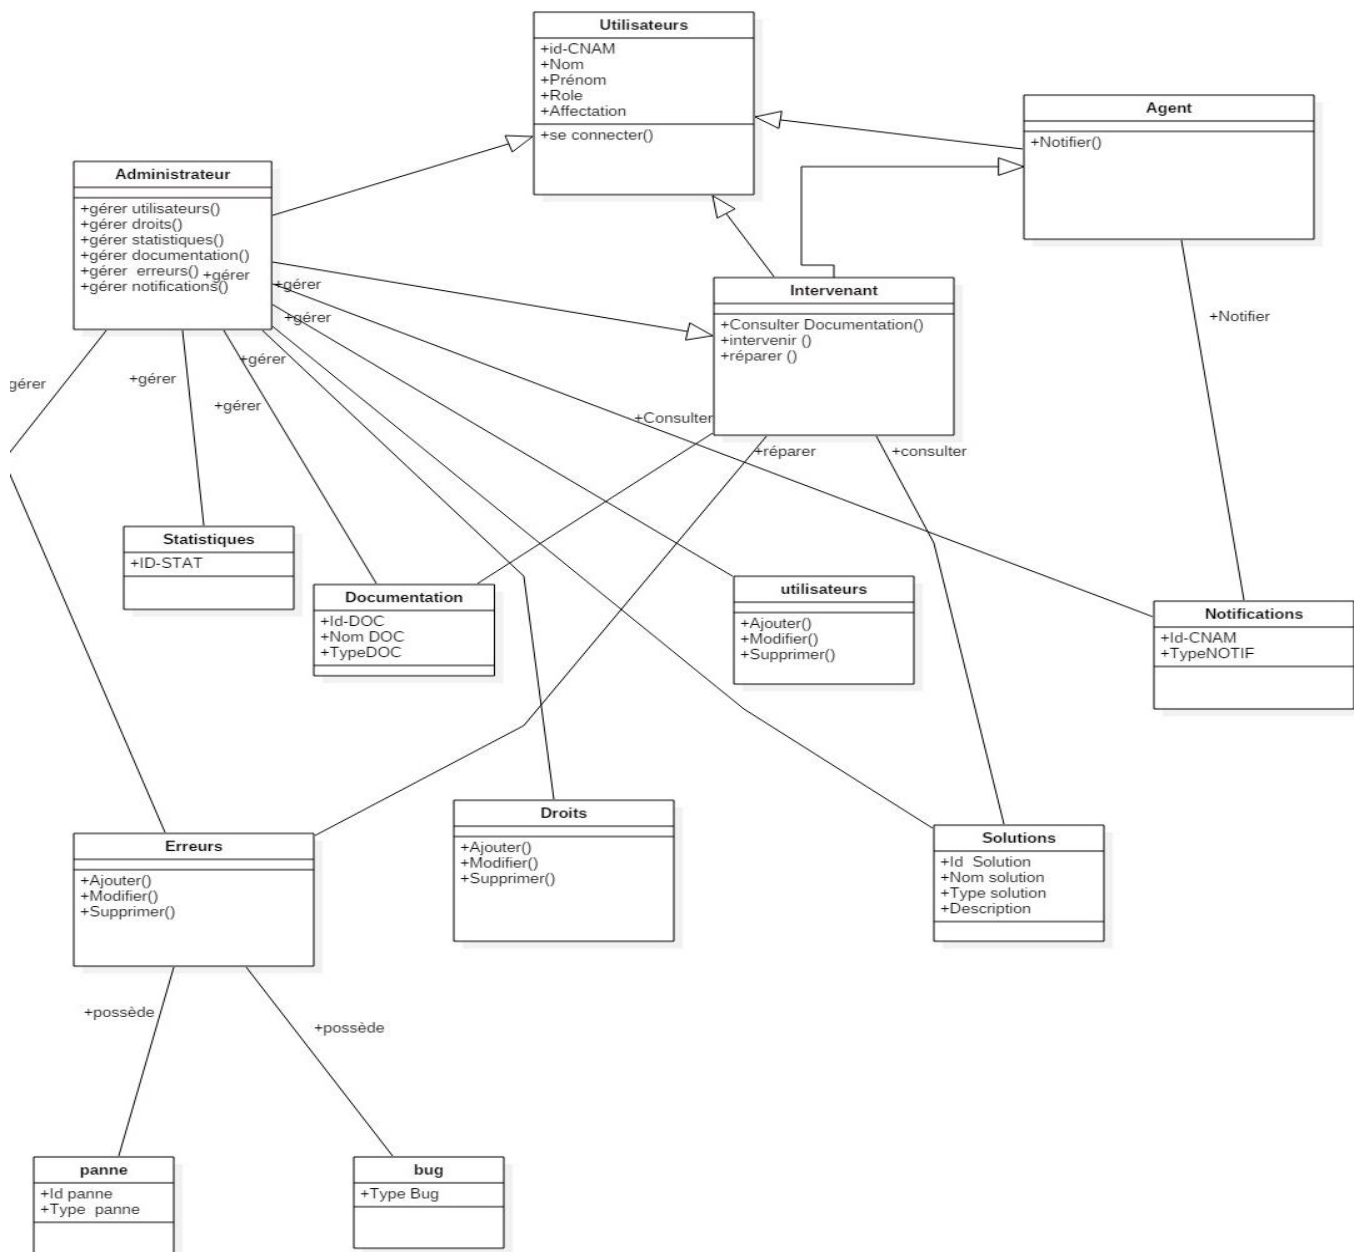 Utilisateurs
+id-CNAM
+Nom
+Prénom
+Role
+Affectation
+se connecter()
Agent
+Notifier()
Administrateur
+gérer utilisateurs()
+gérer droits()
+gérer statistiques()
+gérer documentation()
+gérer  erreurs()
+gérer notifications()
+gérer
+gérer
+gérer
+gérer
+gérer
+gérer
gérer
Intervenant
+Consulter Documentation()
+intervenir ()
+réparer ()
+Notifier
+Consulter
+réparer
+consulter
Statistiques
+ID-STAT
Documentation
+Id-DOC
+Nom DOC
+TypeDOC
utilisateurs
+Ajouter()
+Modifier()
+Supprimer()
Notifications
+Id-CNAM
+TypeNOTIF
Erreurs
+Ajouter()
+Modifier()
+Supprimer()
Droits
+Ajouter()
+Modifier()
+Supprimer()
Solutions
+Id  Solution
+Nom solution
+Type solution
+Description
+possède
+possède
panne
+Id panne
+Type  panne
bug
+Type Bug